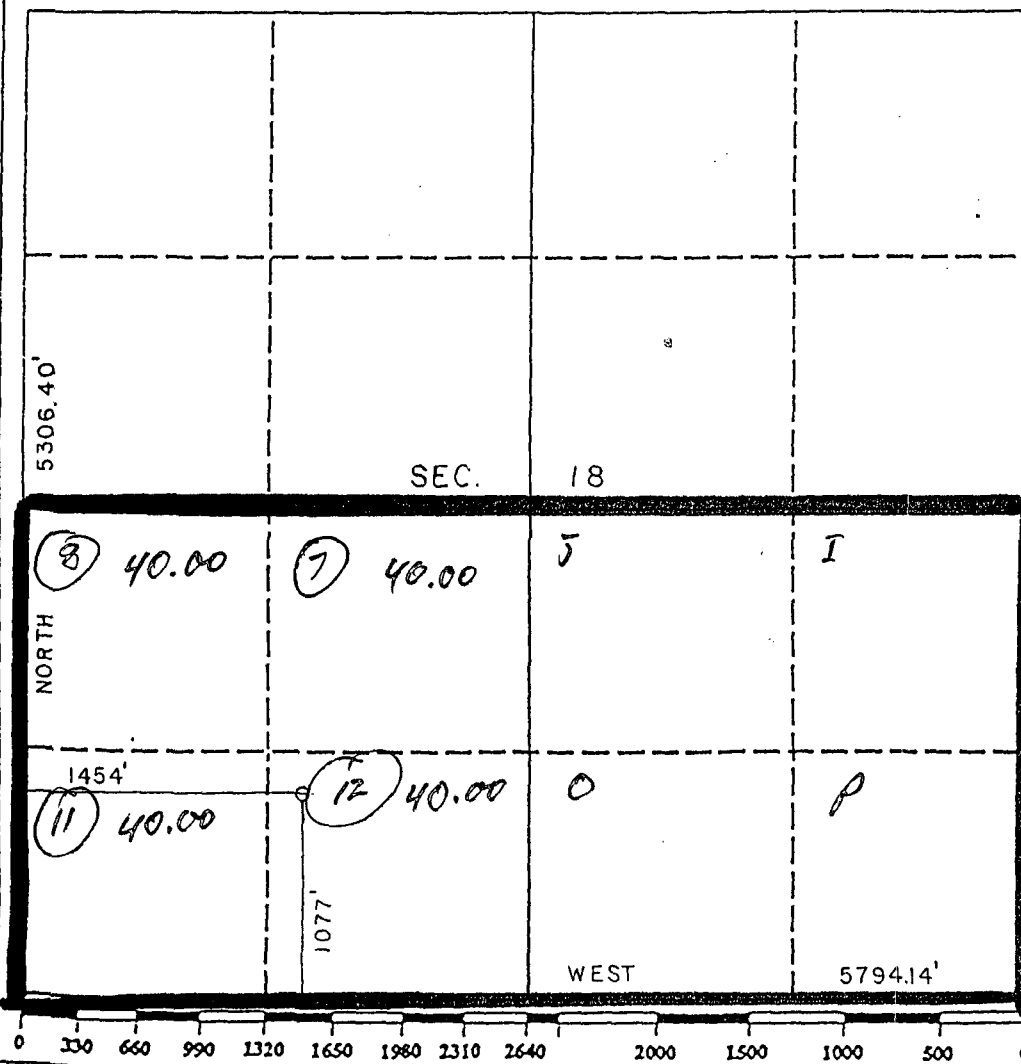 5306.40'
SEC. 18
8 40.00 7 40.00 J I
NORTH
1454'
11 40.00 12 40.00 O P
1077'
WEST 5794.14'
0 330 660 990 1320 1650 1980 2310 2640 2000 1500 1000 500 0